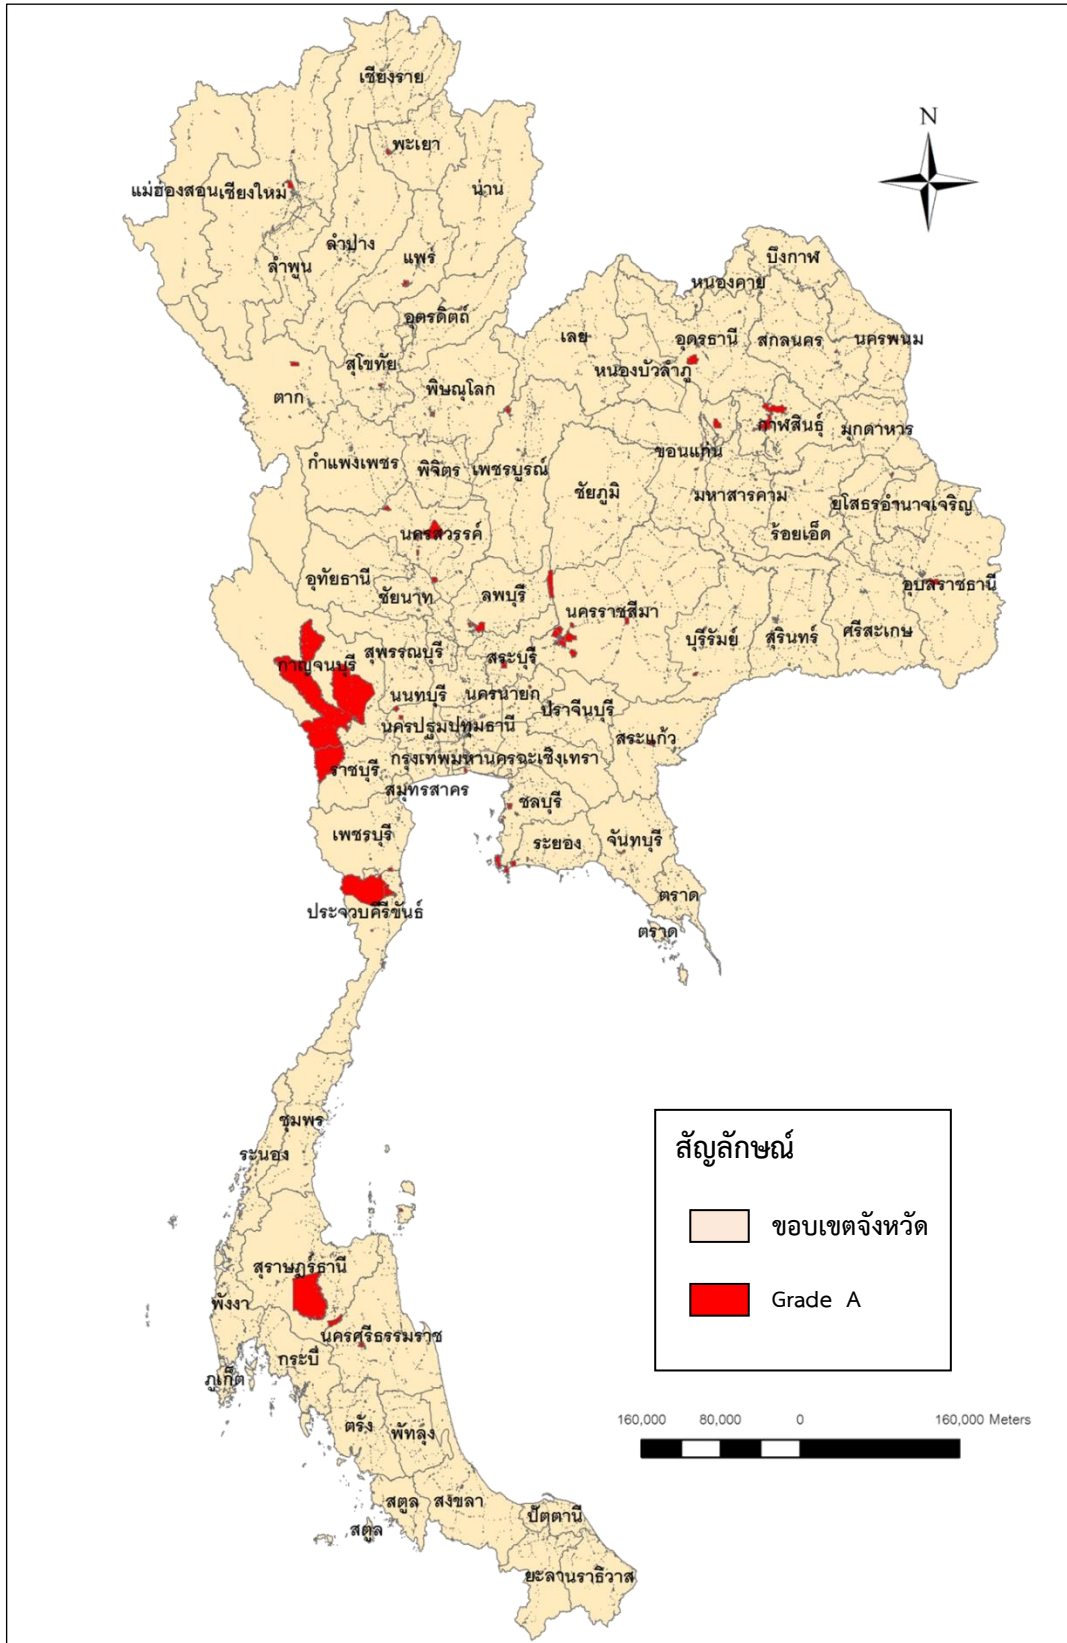 N
เชียงราย
พะเยา
แม่ฮ่องสอน
เชียงใหม่
น่าน
ลำปาง
แพร่
ลำพูน
บึงกาฬ
หนองคาย
อุตรดิตถ์
เลย
อุดรธานี
สกลนคร
นครพนม
สุโขทัย
หนองบัวลำภู
ตาก
พิษณุโลก
กาฬสินธุ์
มุกดาหาร
ขอนแก่น
กำแพงเพชร
พิจิตร
เพชรบูรณ์
ชัยภูมิ
มหาสารคาม
ยโสธร
อำนาจเจริญ
นครสวรรค์
ร้อยเอ็ด
อุทัยธานี
ชัยนาท
ลพบุรี
นครราชสีมา
อุบลราชธานี
บุรีรัมย์
สุรินทร์
ศรีสะเกษ
กาญจนบุรี
สุพรรณบุรี
สระบุรี
นนทบุรี
นครนายก
ปราจีนบุรี
นครปฐม
ปทุมธานี
สระแก้ว
ราชบุรี
กรุงเทพมหานคร
ฉะเชิงเทรา
สมุทรสาคร
ชลบุรี
เพชรบุรี
ระยอง
จันทบุรี
ตราด
ประจวบคีรีขันธ์
ตราด
ชุมพร
ระนอง
สัญลักษณ์
ขอบเขตจังหวัด
Grade A
สุราษฎร์ธานี
พังงา
นครศรีธรรมราช
กระบี่
ภูเก็ต
ตรัง
พัทลุง
160,000 80,000 0 160,000 Meters
สตูล
สงขลา
ปัตตานี
สตูล
ยะลา
นราธิวาส